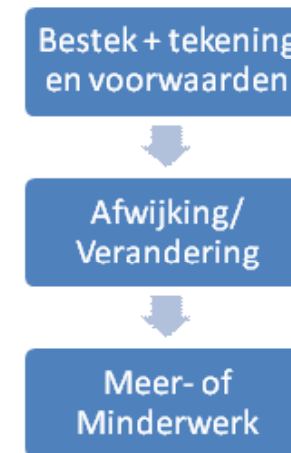 Bestek + tekening
en voorwaarden
Afwijking/
Verandering
Meer- of
Minderwerk